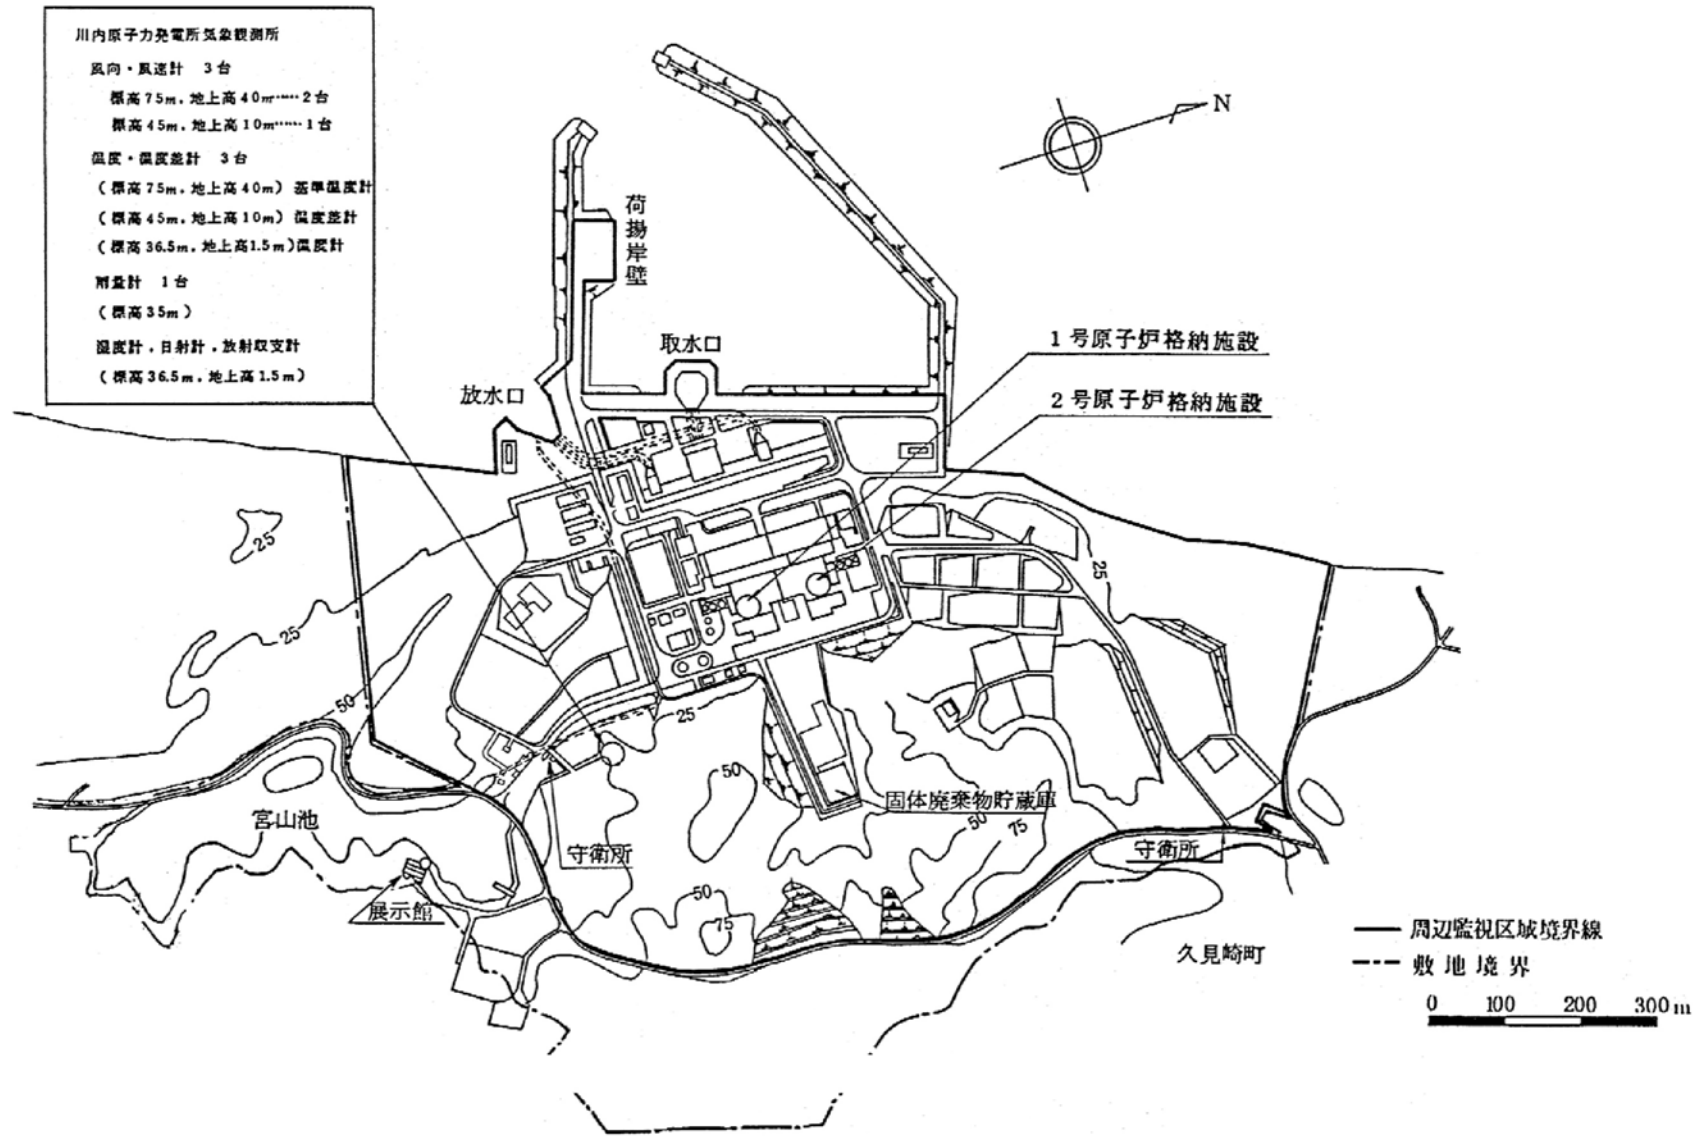 川内原子力発電所気象観測所
風向・風速計 3台
標高75m．地上高40m……2台
標高45m．地上高10m……1台
温度・温度差計 3台
（標高75m．地上高40m）基準温度計
（標高45m．地上高10m）温度差計
（標高36.5m．地上高1.5m）温度計
雨量計 1台
（標高35m）
湿度計．日射計．放射収支計
（標高36.5m．地上高1.5m）
N
荷揚岸壁
取水口
放水口
1号原子炉格納施設
2号原子炉格納施設
25
25
25
50
25
50
固体廃棄物貯蔵庫
50
75
宮山池
守衛所
守衛所
展示館
50
75
久見崎町
周辺監視区域境界線
敷地境界
0 100 200 300m